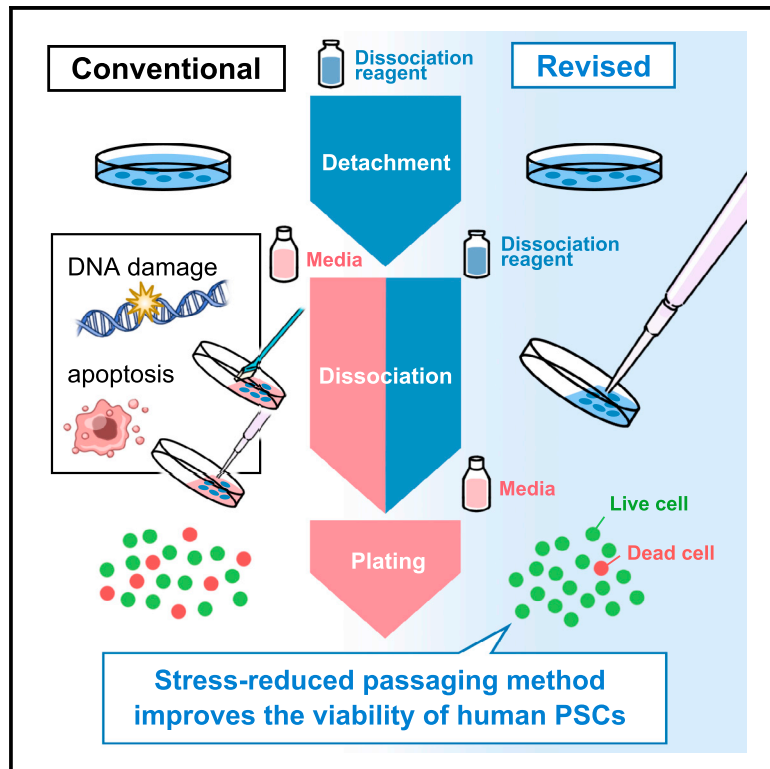 Conventional
Dissociation
reagent
Revised
Detachment
Media
Dissociation
reagent
DNA damage
apoptosis
Dissociation
Media
Plating
Live cell
Dead cell
Stress-reduced passaging method
improves the viability of human PSCs